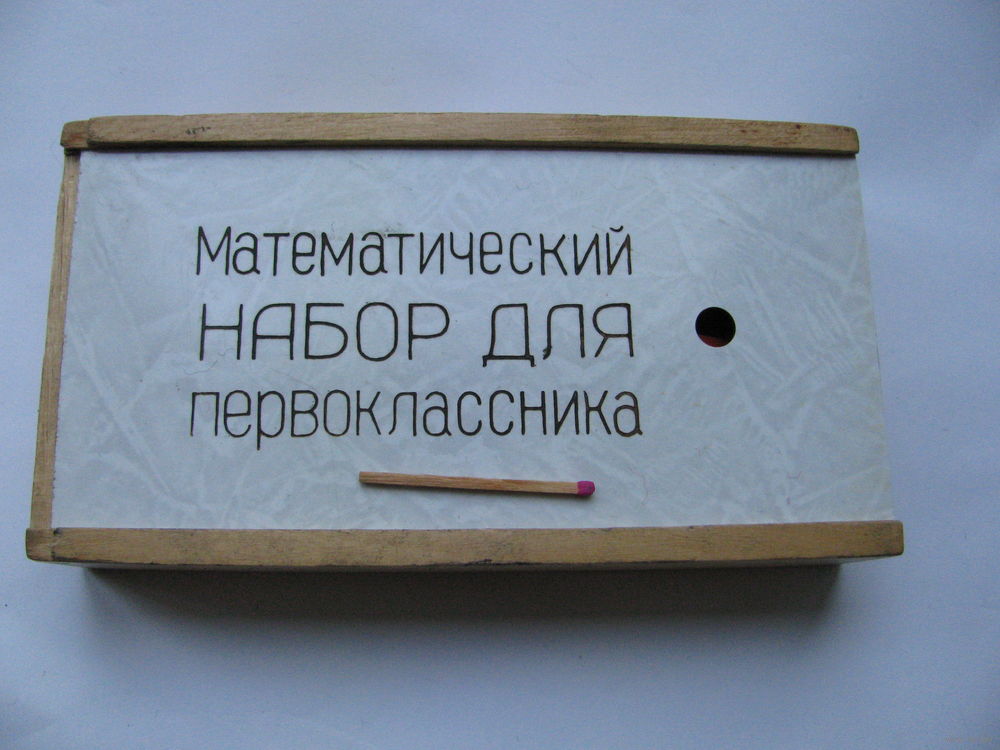 Математический
НАБОР ДЛЯ
первоклассника